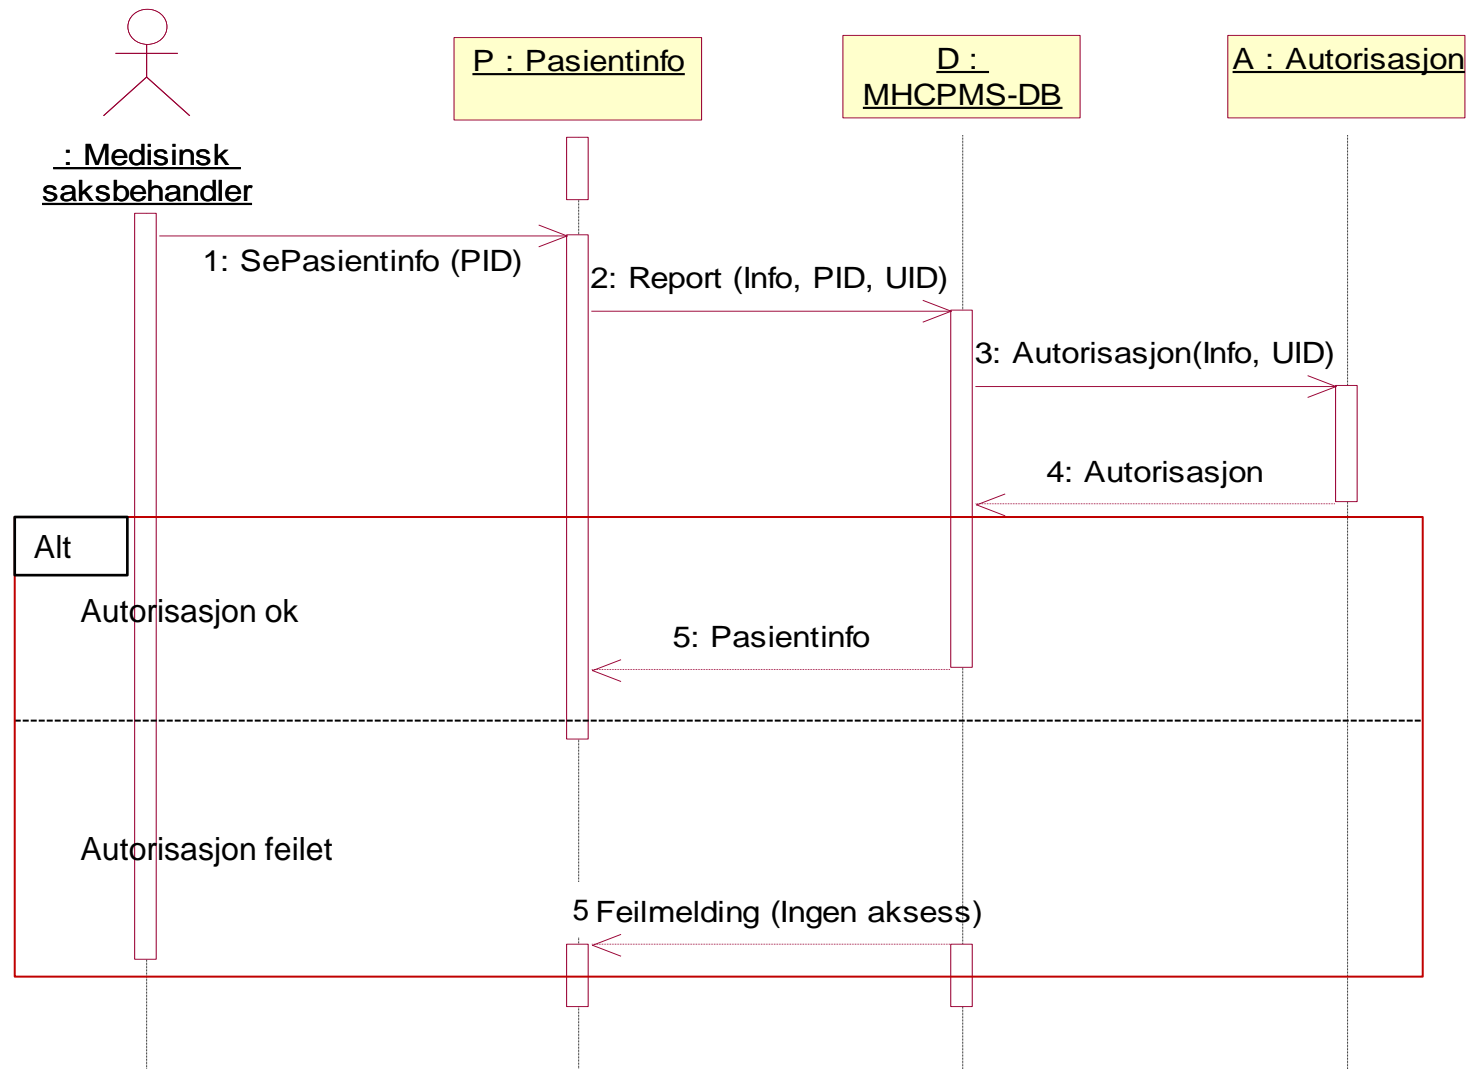 P : Pasientinfo
D :
MHCPMS-DB
A : Autorisasjon
: Medisinsk
saksbehandler
1: SePasientinfo (PID)
2: Report (Info, PID, UID)
3: Autorisasjon(Info, UID)
4: Autorisasjon
Alt
Autorisasjon ok
5: Pasientinfo
Autorisasjon feilet
5 Feilmelding (Ingen aksess)